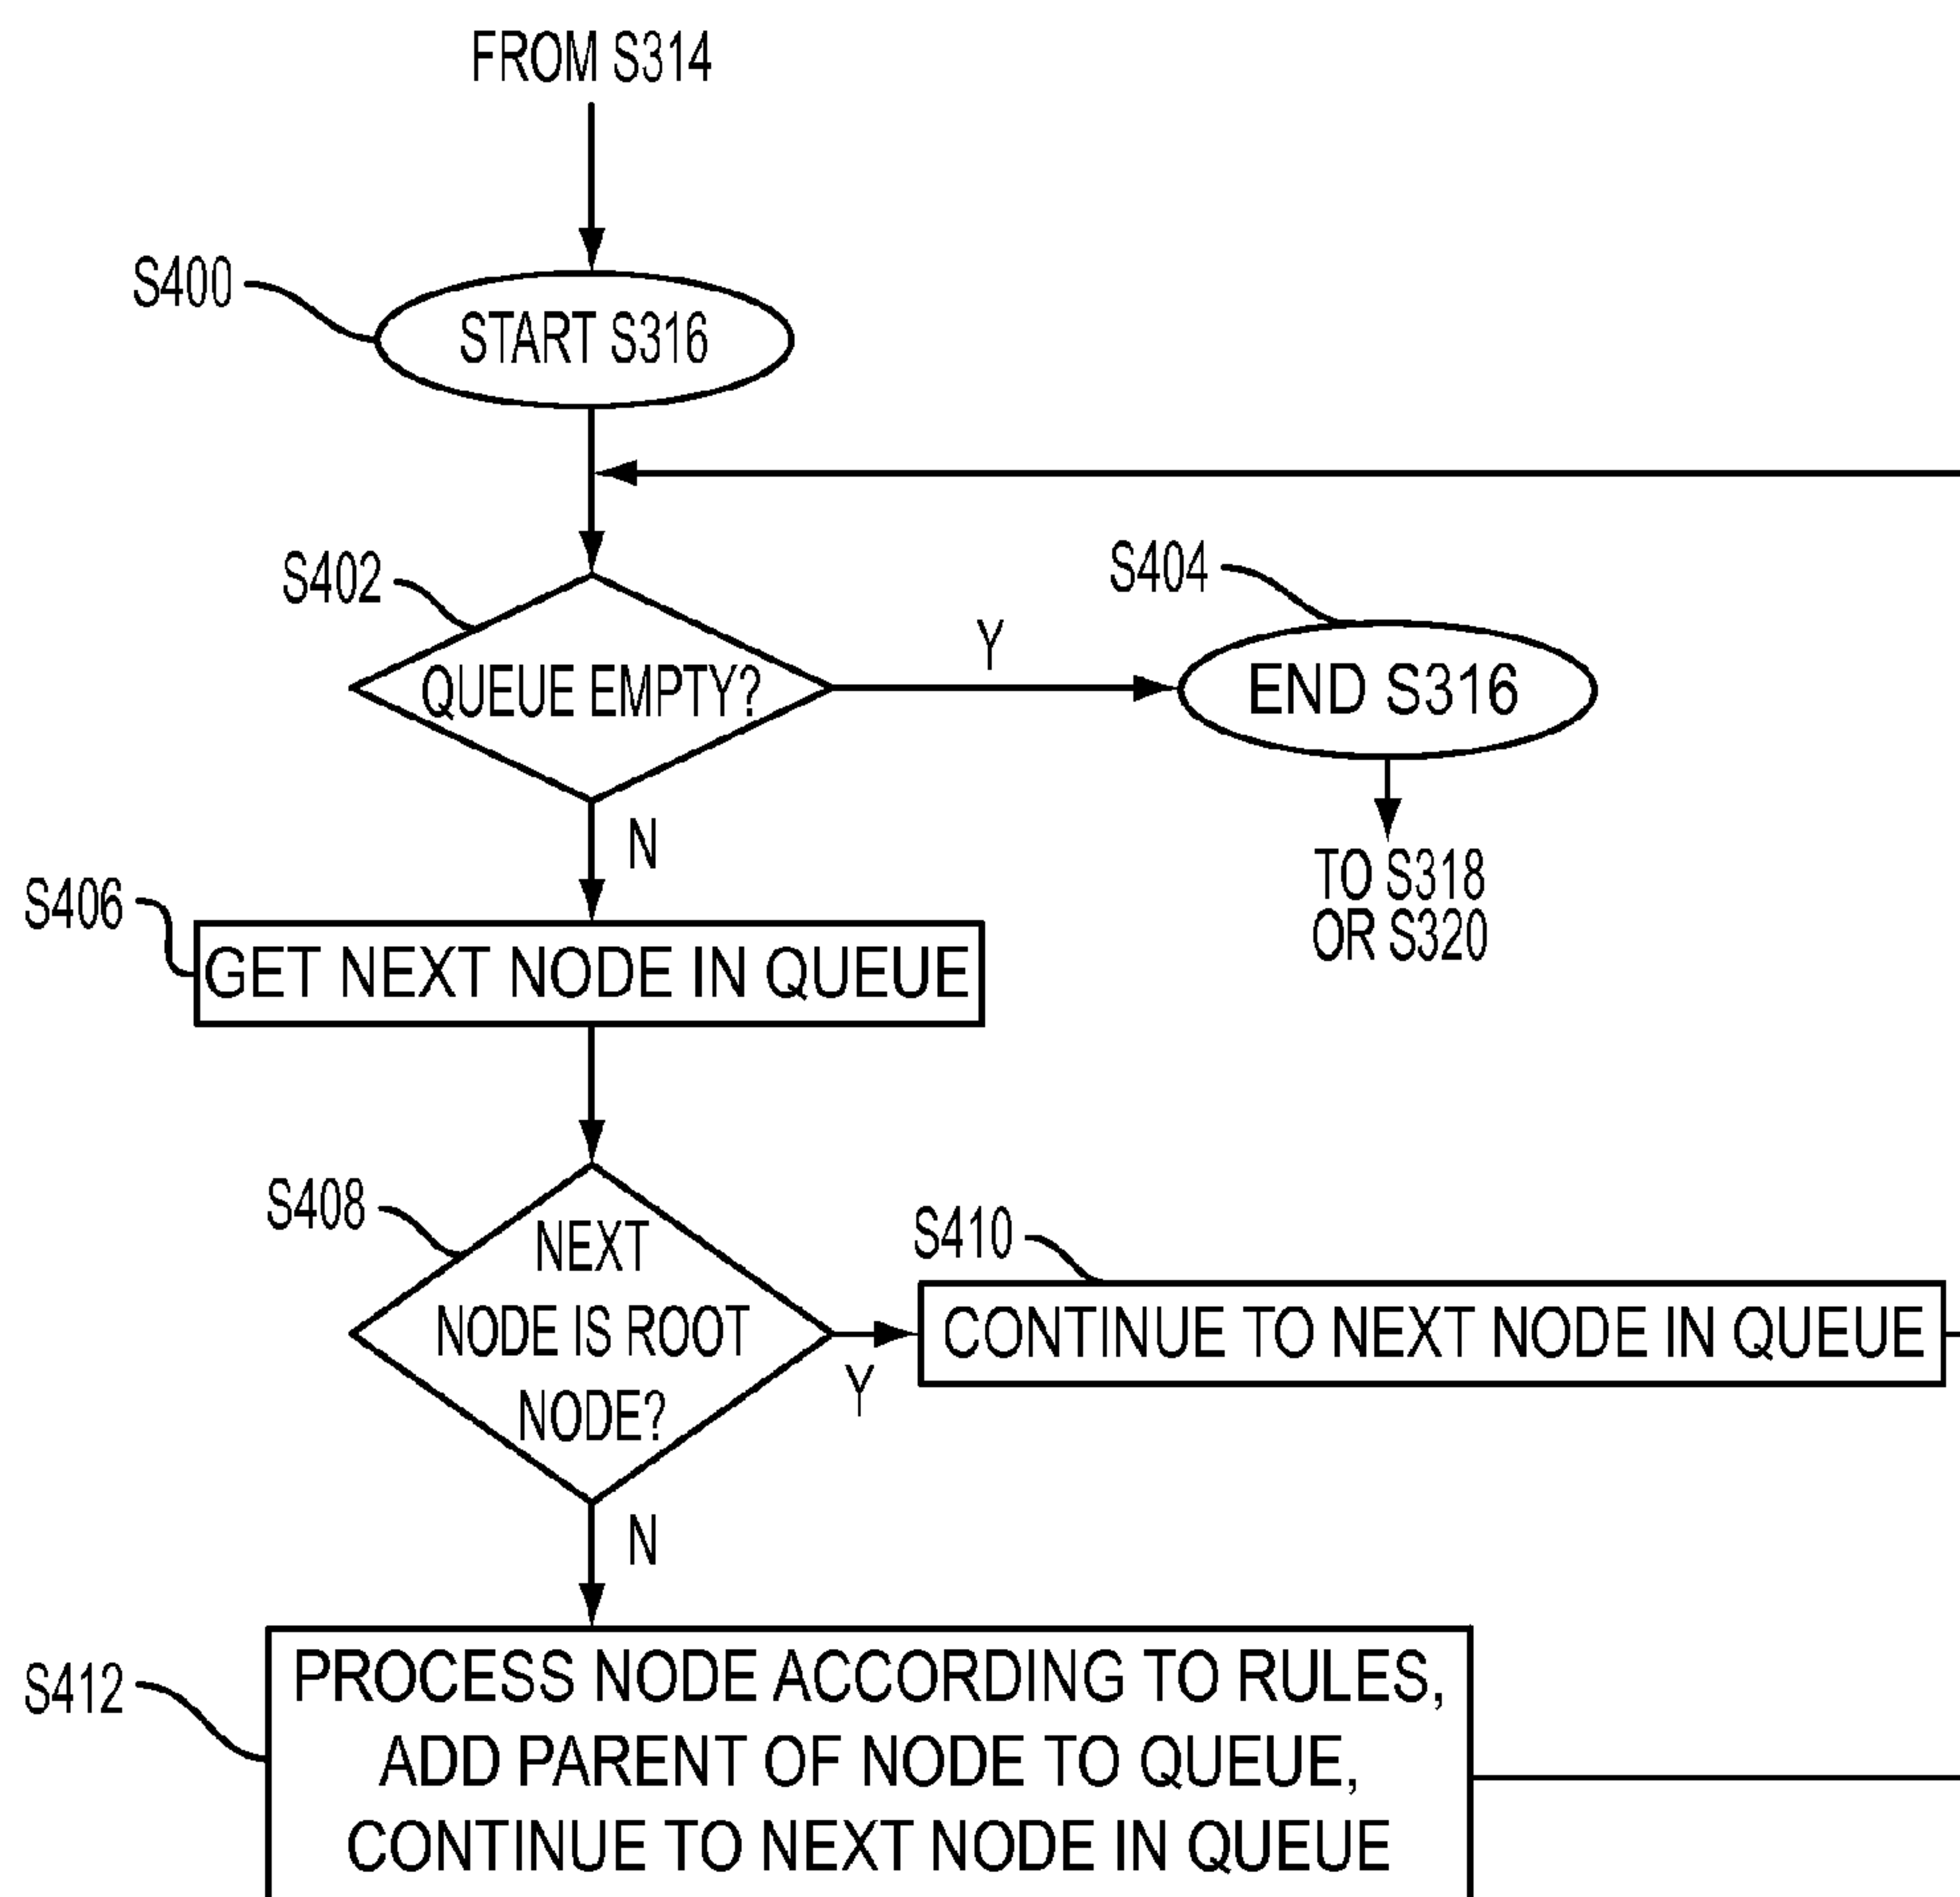 FROM S314
S400
START S316
S402
QUEUE EMPTY?
Y
S404
END S316
N
TO S318
OR S320
S406
GET NEXT NODE IN QUEUE
S408
NEXT
NODE IS ROOT
NODE?
Y
S410
CONTINUE TO NEXT NODE IN QUEUE
N
S412
PROCESS NODE ACCORDING TO RULES,
ADD PARENT OF NODE TO QUEUE,
CONTINUE TO NEXT NODE IN QUEUE